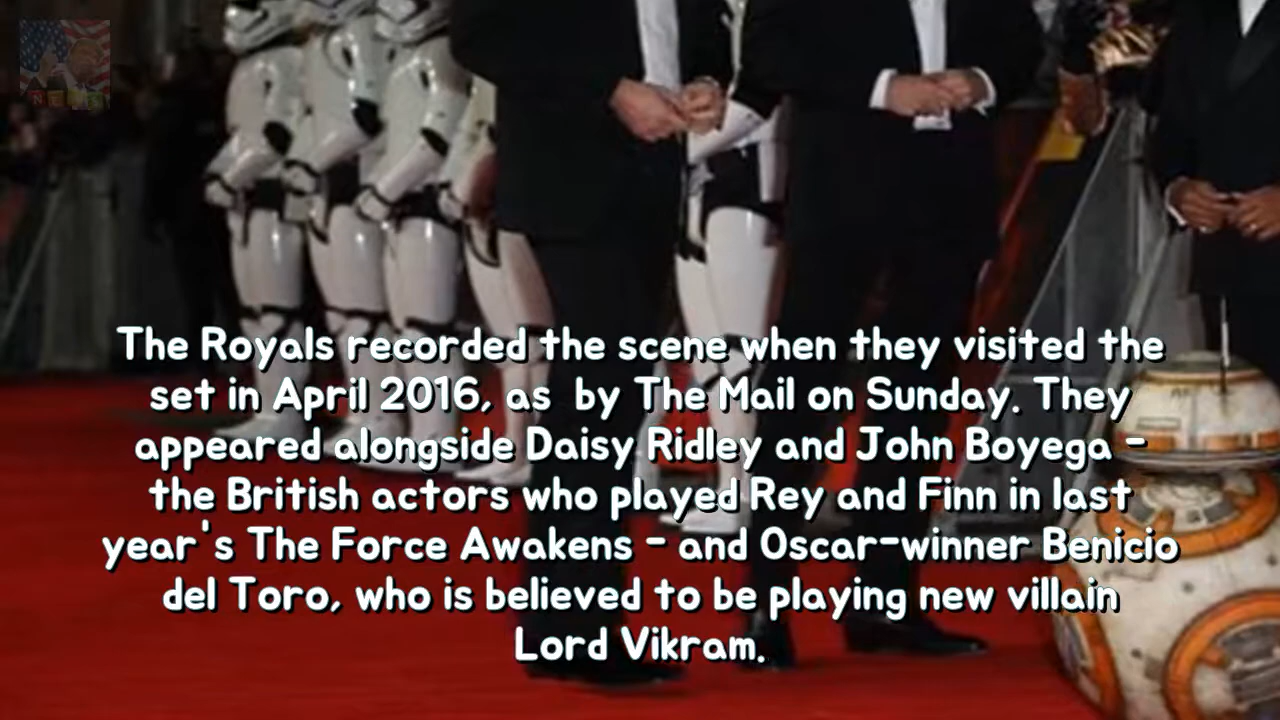 NEWS
The Royals recorded the scene when they visited the
set in April 2016, as  by The Mail on Sunday. They
appeared alongside Daisy Ridley and John Boyega -
the British actors who played Rey and Finn in last
year's The Force Awakens - and Oscar-winner Benicio
del Toro, who is believed to be playing new villain
Lord Vikram.